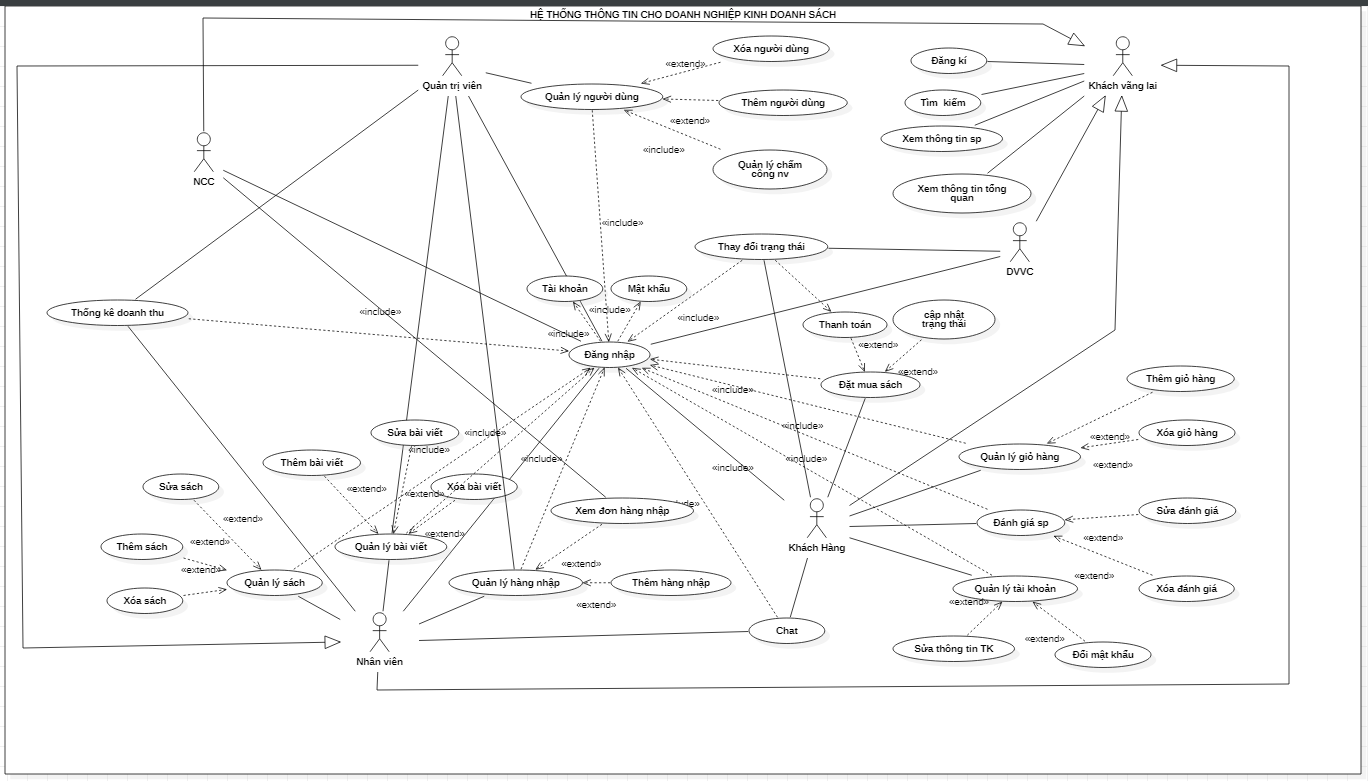 HỆ THỐNG THÔNG TIN CHO DOANH NGHIỆP KINH DOANH SÁCH
Quản trị viên
Xóa người dùng
«extend»
Quản lý người dùng
Thêm người dùng
«extend»
«include»
Quản lý chấm
công nv
Đăng kí
Khách vãng lai
Tìm kiếm
Xem thông tin sp
Xem thông tin tổng
quan
NCC
«include»
Thay đổi trạng thái
DVVC
Tài khoản
Mật khẩu
«include»
Thống kê doanh thu
«include»
«include»
«include»
Thanh toán
cập nhật
trạng thái
Đăng nhập
«extend»
«extend»
Đặt mua sách
«include»
Thêm giỏ hàng
Sửa bài viết
«include»
«include»
«include»
Xóa giỏ hàng
«extend»
Thêm bài viết
«include»
«include»
Quản lý giỏ hàng
«extend»
«include»
Sửa sách
«extend»
«extend»
Xóa bài viết
Xem đơn hàng nhập
Đánh giá sp
Sửa đánh giá
«extend»
«extend»
«extend»
Khách Hàng
«extend»
Thêm sách
Quản lý bài viết
«extend»
«extend»
«extend»
Quản lý sách
Quản lý hàng nhập
Thêm hàng nhập
Quản lý tài khoản
Xóa đánh giá
Xóa sách
«extend»
«extend»
Chat
«extend»
Nhân viên
Sửa thông tin TK
Đổi mật khẩu